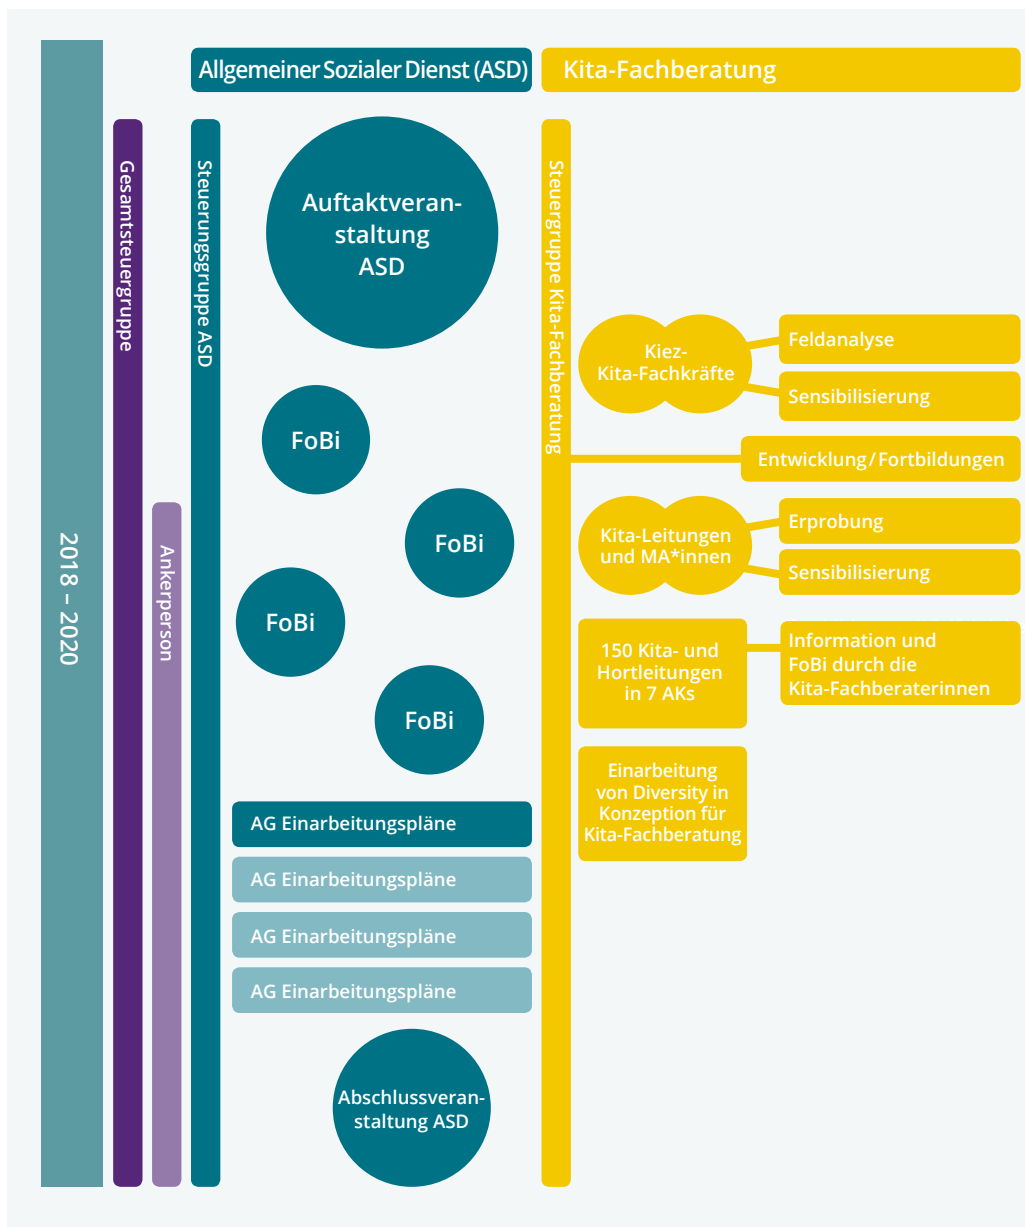 Allgemeiner Sozialer Dienst (ASD)
Kita-Fachberatung
2018 – 2020
Gesamtsteuergruppe
Ankerperson
Steuerungsgruppe ASD
Auftaktveran-
staltung
ASD
FoBi
FoBi
FoBi
FoBi
AG Einarbeitungspläne
AG Einarbeitungspläne
AG Einarbeitungspläne
AG Einarbeitungspläne
Abschlussveran-
staltung ASD
Steuergruppe Kita-Fachberatung
Kiez-
Kita-Fachkräfte
Feldanalyse
Sensibilisierung
Entwicklung/Fortbildungen
Kita-Leitungen
und MA*innen
Erprobung
Sensibilisierung
150 Kita- und
Hortleitungen
in 7 AKs
Information und
FoBi durch die
Kita-Fachberaterinnen
Einarbeitung
von Diversity in
Konzeption für
Kita-Fachberatung